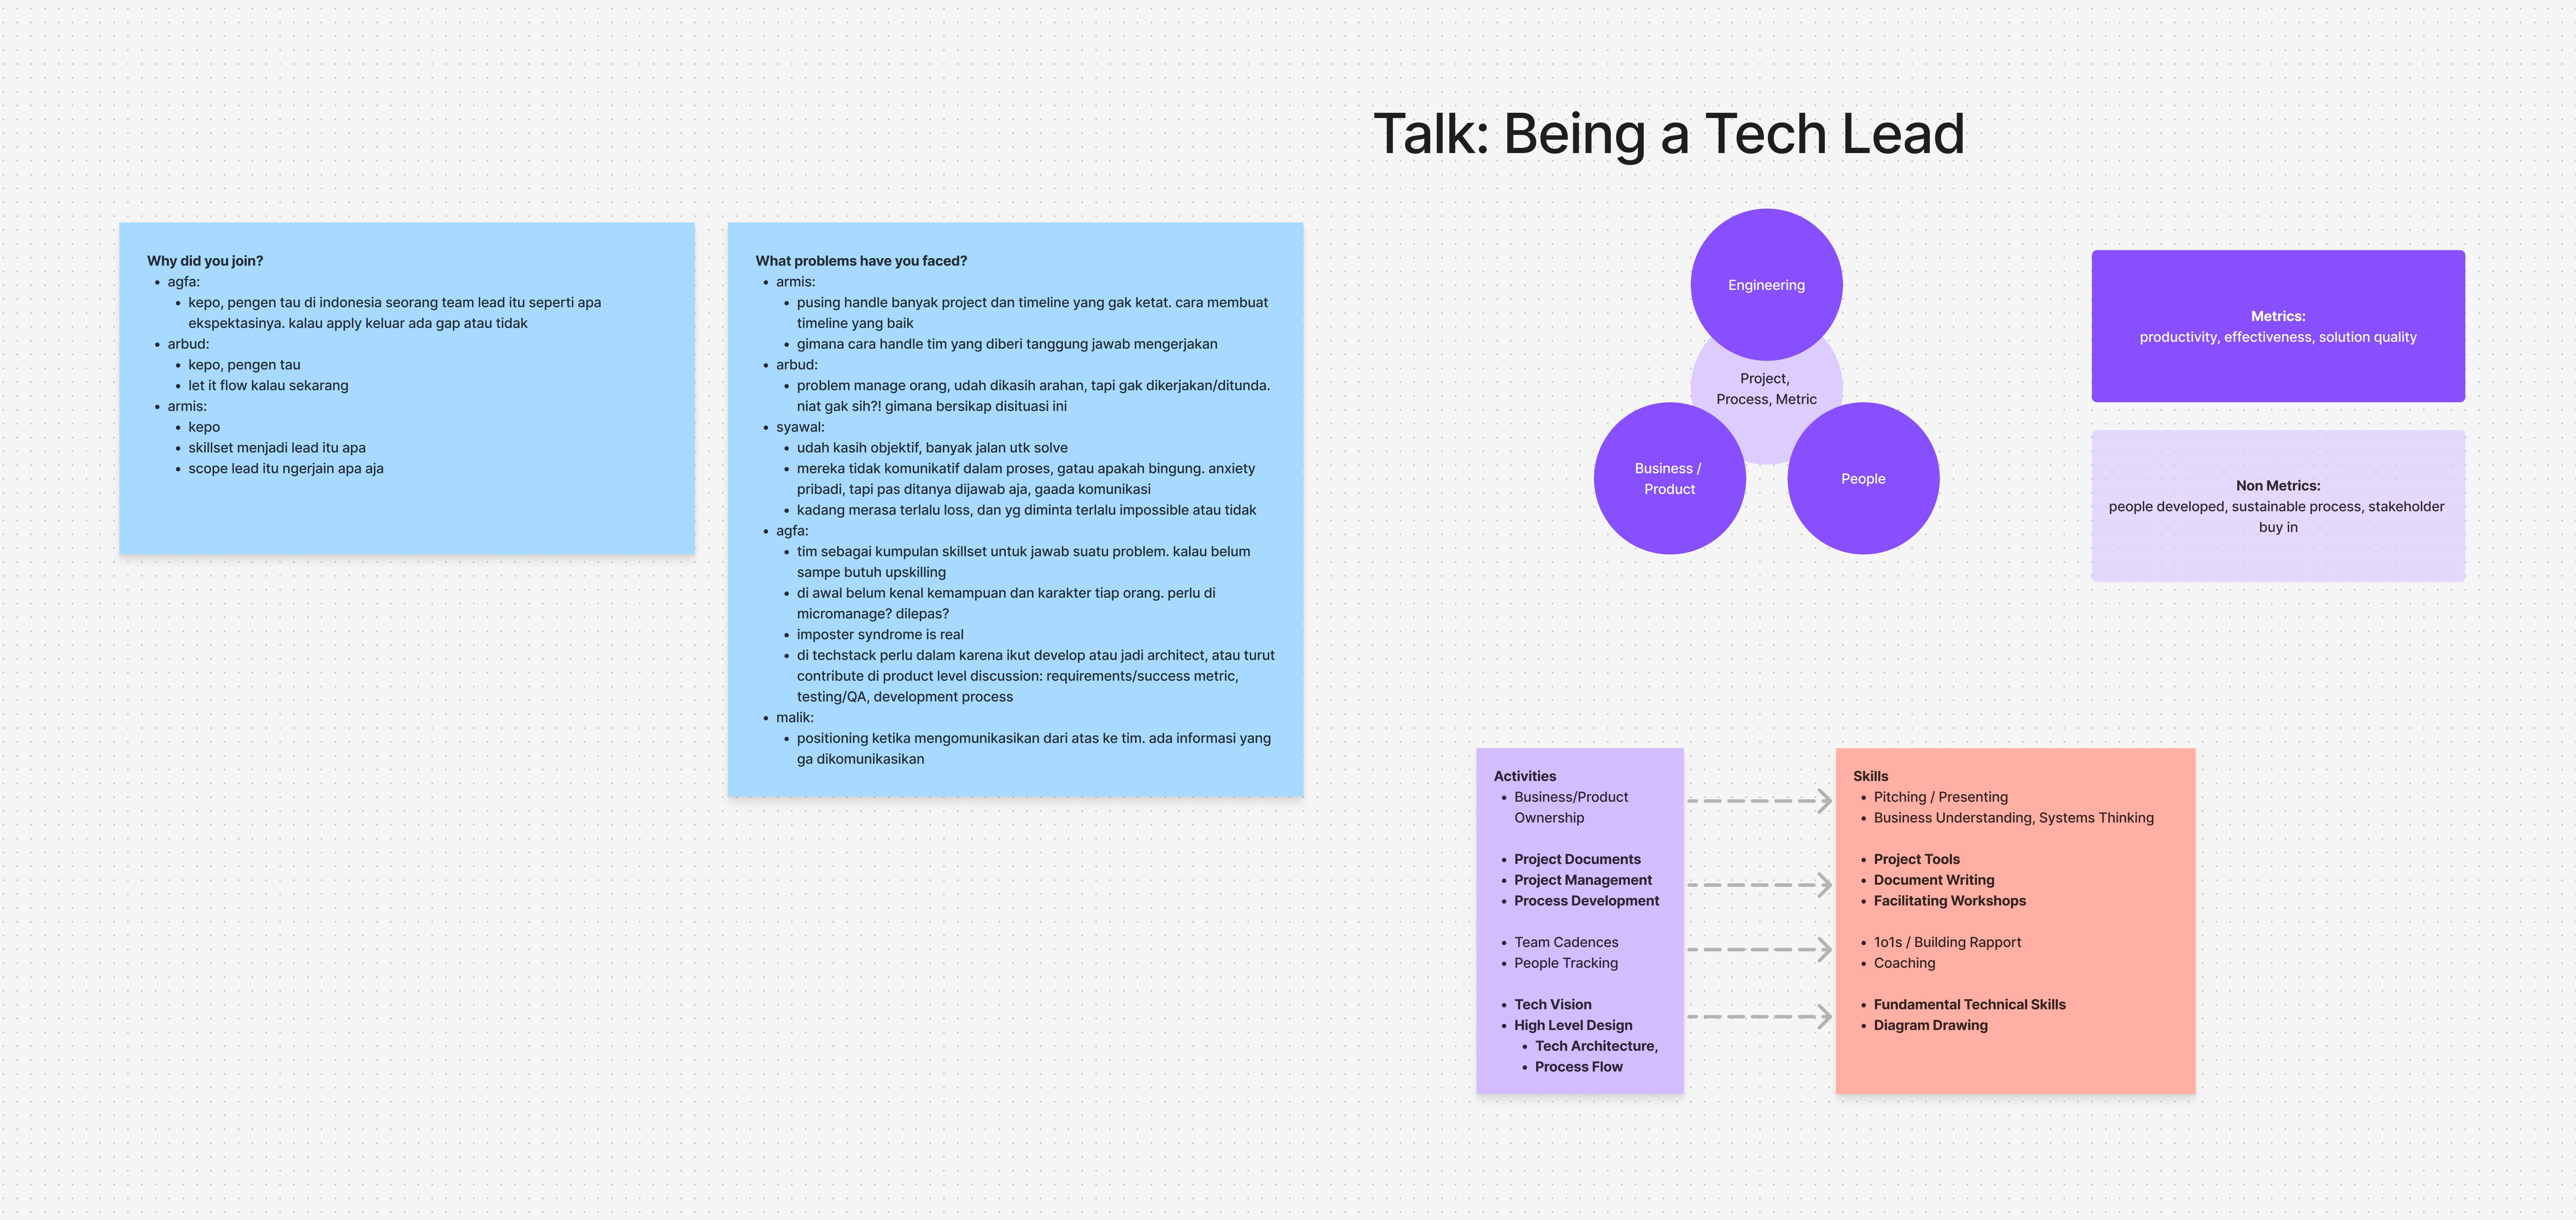 Talk: Being a Tech Lead
Why did you join?
agfa:
kepo, pengen tau di indonesia seorang team lead itu seperti apa
ekspektasinya. kalau apply keluar ada gap atau tidak
arbud:
kepo, pengen tau
let it flow kalau sekarang
armis:
kepo
skillset menjadi lead itu apa
scope lead itu ngerjain apa aja
What problems have you faced?
armis:
pusing handle banyak project dan timeline yang gak ketat. cara membuat
timeline yang baik
gimana cara handle tim yang diberi tanggung jawab mengerjakan
arbud:
problem manage orang, udah dikasih arahan, tapi gak dikerjakan/ditunda.
niat gak sih?! gimana bersikap disituasi ini
syawal:
udah kasih objektif, banyak jalan utk solve
mereka tidak komunikatif dalam proses, gatau apakah bingung. anxiety
pribadi, tapi pas ditanya dijawab aja, gaada komunikasi
kadang merasa terlalu loss, dan yg diminta terlalu impossible atau tidak
agfa:
tim sebagai kumpulan skillset untuk jawab suatu problem. kalau belum
sampe butuh upskilling
di awal belum kenal kemampuan dan karakter tiap orang. perlu di
micromanage? dilepas?
imposter syndrome is real
di techstack perlu dalam karena ikut develop atau jadi architect, atau turut
contribute di product level discussion: requirements/success metric,
testing/QA, development process
malik:
positioning ketika mengomunikasikan dari atas ke tim. ada informasi yang
ga dikomunikasikan
Engineering
Project,
Process, Metric
Business /
Product
People
Metrics:
productivity, effectiveness, solution quality
Non Metrics:
people developed, sustainable process, stakeholder
buy in
Activities
Business/Product
Ownership
Project Documents
Project Management
Process Development
Team Cadences
People Tracking
Tech Vision
High Level Design
Tech Architecture,
Process Flow
Skills
Pitching / Presenting
Business Understanding, Systems Thinking
Project Tools
Document Writing
Facilitating Workshops
1o1s / Building Rapport
Coaching
Fundamental Technical Skills
Diagram Drawing